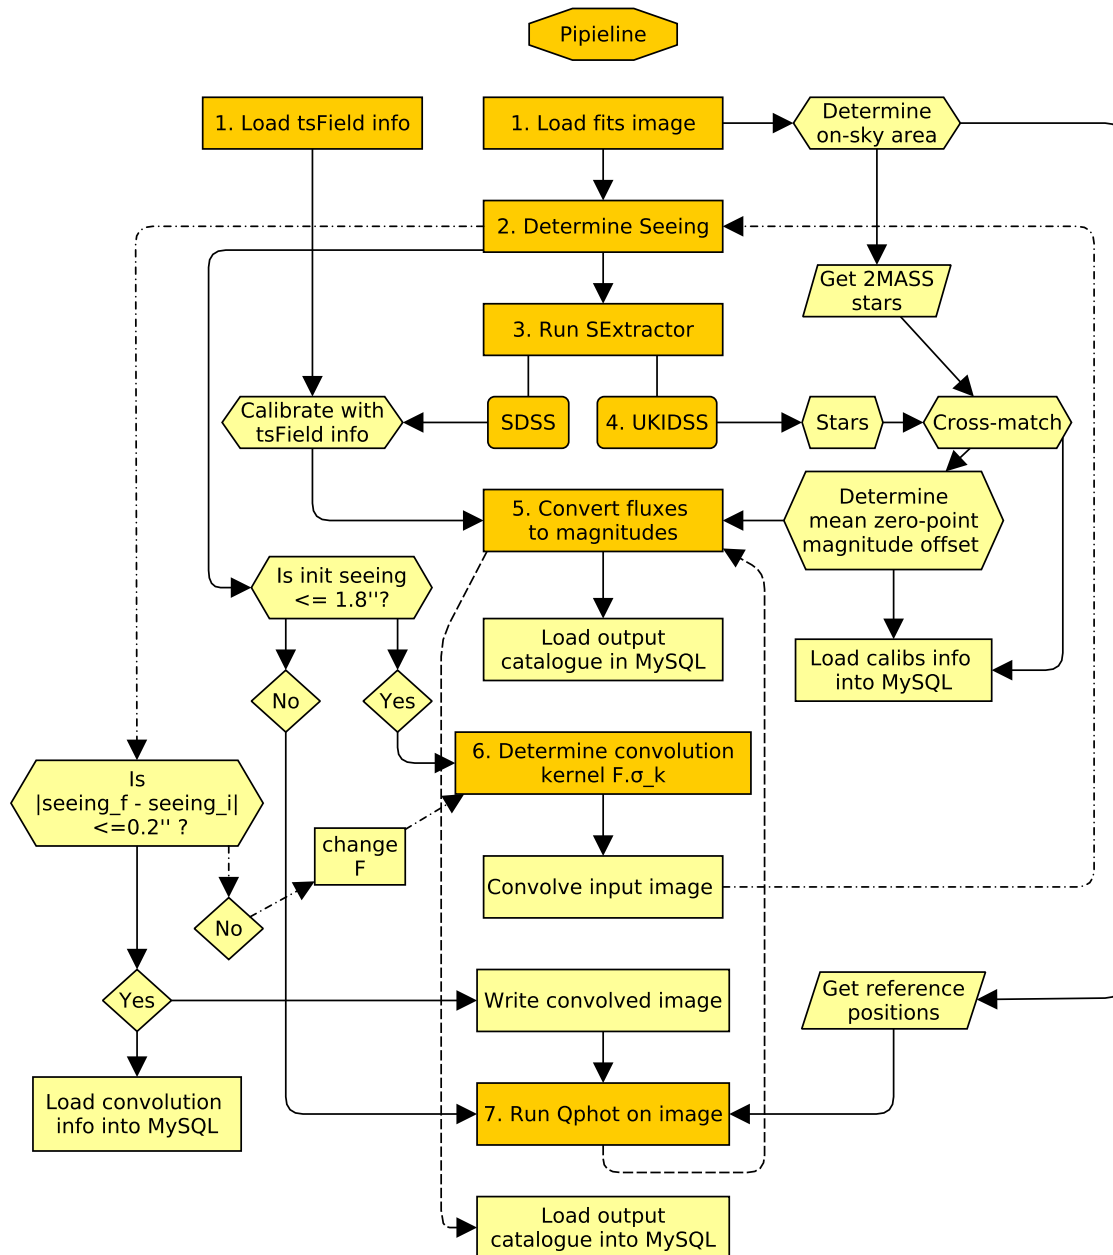 Pipieline
1. Load tsField info
1. Load fits image
Determine
on-sky area
2. Determine Seeing
Get 2MASS
stars
3. Run SExtractor
Calibrate with
tsField info
SDSS
4. UKIDSS
Stars
Cross-match
5. Convert fluxes
to magnitudes
Determine
mean zero-point
magnitude offset
Is init seeing
<= 1.8''?
Load output
catalogue in MySQL
Load calibs info
into MySQL
No
Yes
6. Determine convolution
kernel F.σ_k
Is
|seeing_f - seeing_i|
<=0.2'' ?
change
F
Convolve input image
No
Yes
Write convolved image
Get reference
positions
Load convolution
info into MySQL
7. Run Qphot on image
Load output
catalogue into MySQL